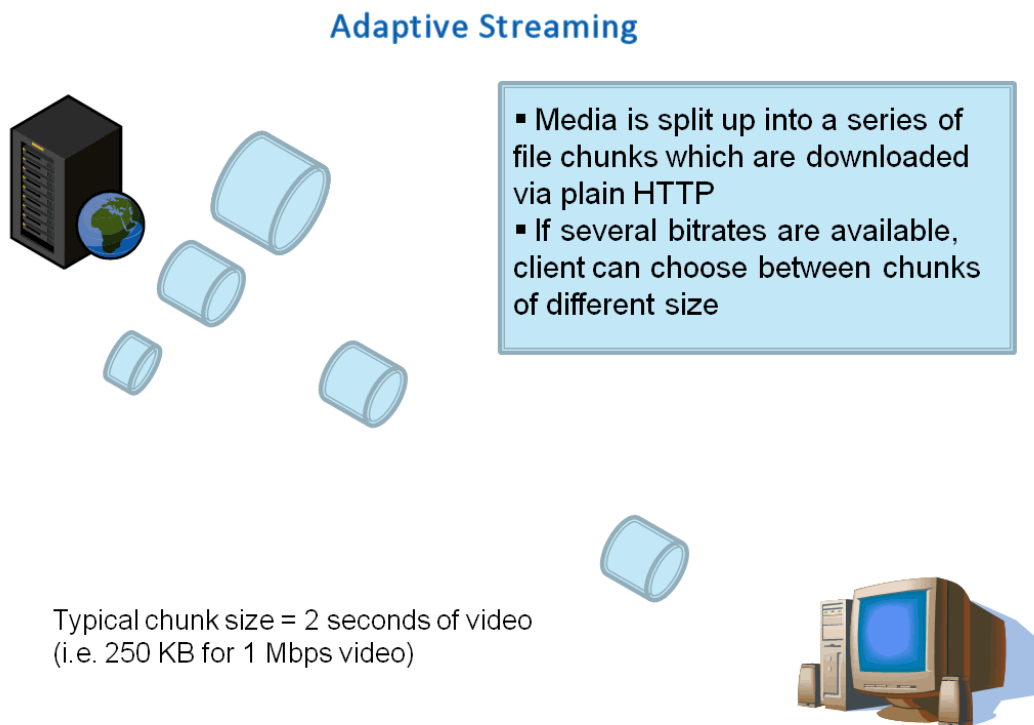 Adaptive Streaming
▪ Media is split up into a series of
file chunks which are downloaded
via plain HTTP
▪ If several bitrates are available,
client can choose between chunks
of different size
Typical chunk size = 2 seconds of video
(i.e. 250 KB for 1 Mbps video)